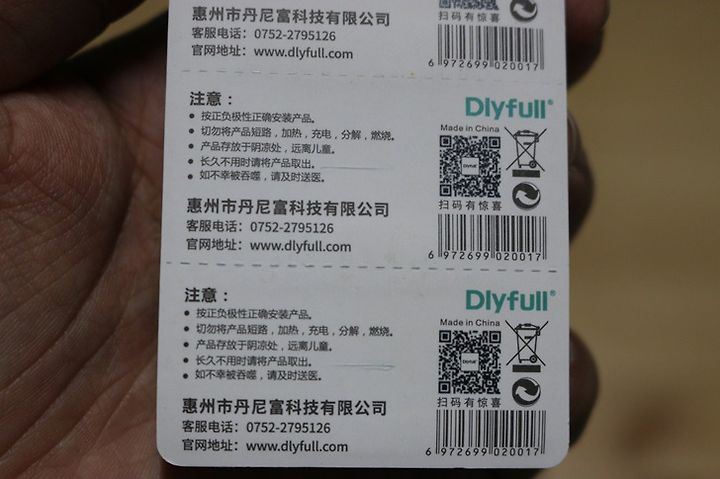 惠州市丹尼富科技有限公司
客服电话：0752-2795126
官网地址：www.dlyfull.com
扫码有惊喜
6 972699 020017
注意：
• 按正负极性正确安装产品。
• 切勿将产品短路，加热，充电，分解，燃烧。
• 产品存放于阴凉处，远离儿童。
• 长久不用时请将产品取出。
• 如不幸被吞噬，请及时送医。
惠州市丹尼富科技有限公司
客服电话：0752-2795126
官网地址：www.dlyfull.com
Dlyfull®
Made in China
Dlyfull
扫码有惊喜
6 972699 020017
注意：
• 按正负极性正确安装产品。
• 切勿将产品短路，加热，充电，分解，燃烧。
• 产品存放于阴凉处，远离儿童。
• 长久不用时请将产品取出。
• 如不幸被吞噬，请及时送医。
惠州市丹尼富科技有限公司
客服电话：0752-2795126
官网地址：www.dlyfull.com
Dlyfull®
Made in China
Dlyfull
扫码有惊喜
6 972699 020017